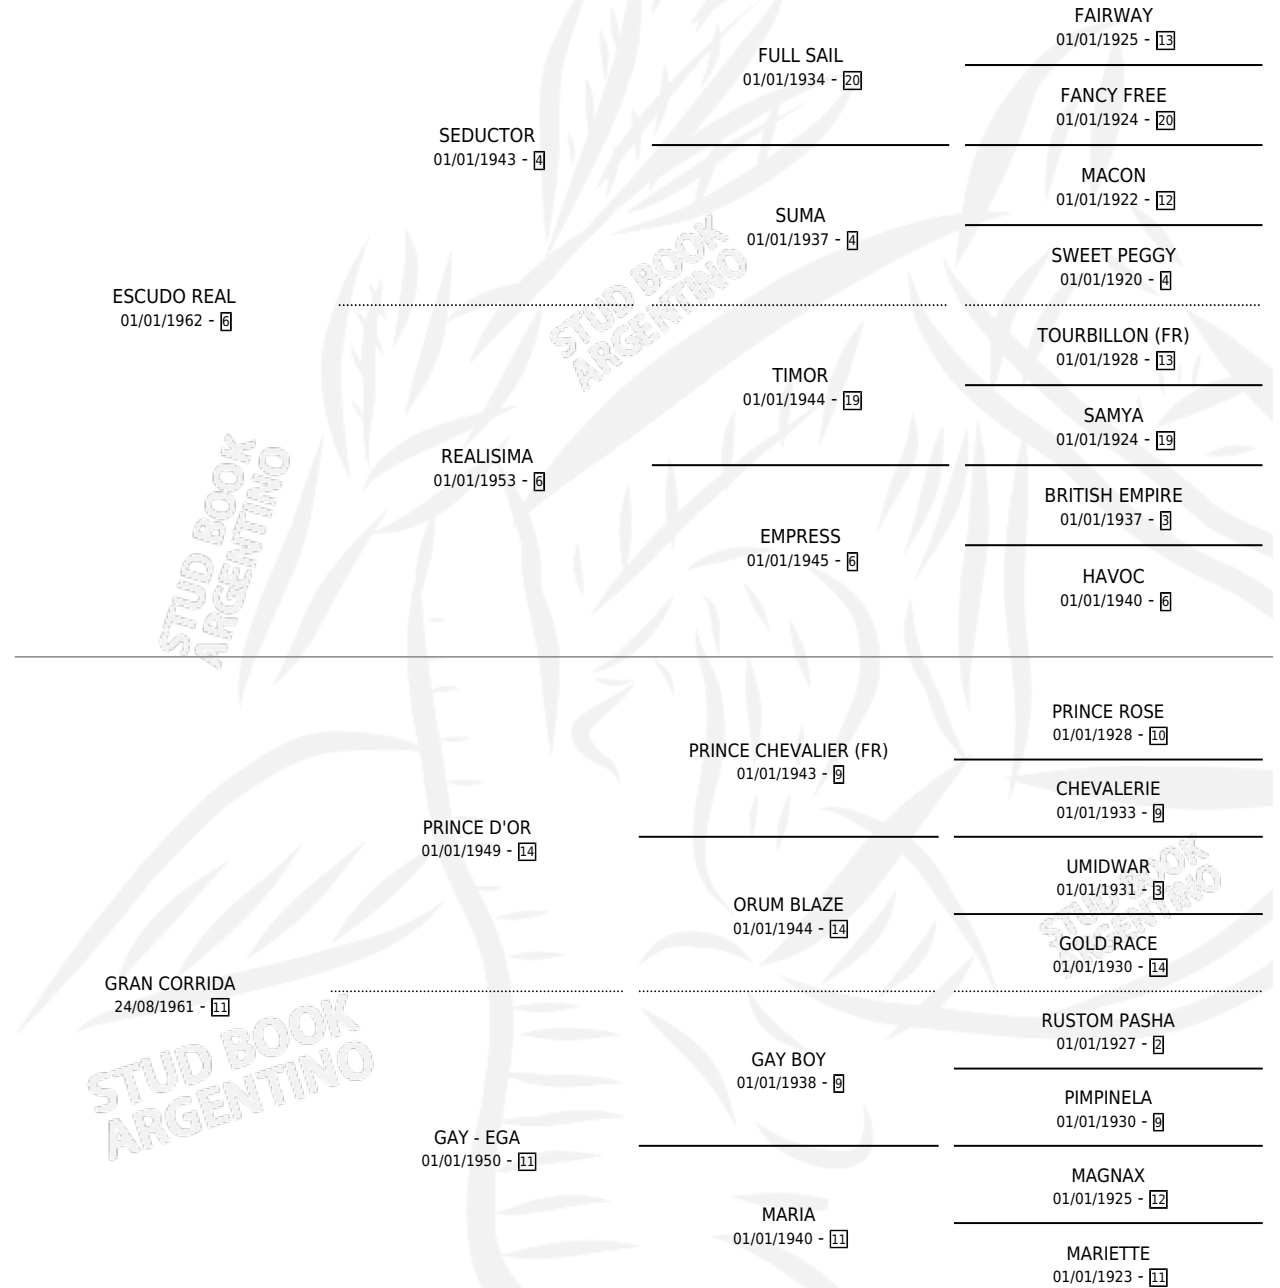 ESCUDO REAL
01/01/1962 - 6
SEDUCTOR
01/01/1943 - 4
REALISIMA
01/01/1953 - 6
FULL SAIL
01/01/1934 - 20
SUMA
01/01/1937 - 4
TIMOR
01/01/1944 - 19
EMPRESS
01/01/1945 - 6
FAIRWAY
01/01/1925 - 13
FANCY FREE
01/01/1924 - 20
MACON
01/01/1922 - 12
SWEET PEGGY
01/01/1920 - 4
TOURBILLON (FR)
01/01/1928 - 13
SAMYA
01/01/1924 - 19
BRITISH EMPIRE
01/01/1937 - 3
HAVOC
01/01/1940 - 6
STUD BOOK
ARGENTINO
STUD BOOK
ARGENTINO
GRAN CORRIDA
24/08/1961 - 11
PRINCE D'OR
01/01/1949 - 14
GAY - EGA
01/01/1950 - 11
PRINCE CHEVALIER (FR)
01/01/1943 - 9
ORUM BLAZE
01/01/1944 - 14
GAY BOY
01/01/1938 - 9
MARIA
01/01/1940 - 11
PRINCE ROSE
01/01/1928 - 10
CHEVALERIE
01/01/1933 - 9
UMIDWAR
01/01/1931 - 3
GOLD RACE
01/01/1930 - 14
RUSTOM PASHA
01/01/1927 - 2
PIMPINELA
01/01/1930 - 9
MAGNAX
01/01/1925 - 12
MARIETTE
01/01/1923 - 11
STUD BOOK
ARGENTINO
STUD BOOK
ARGENTINO